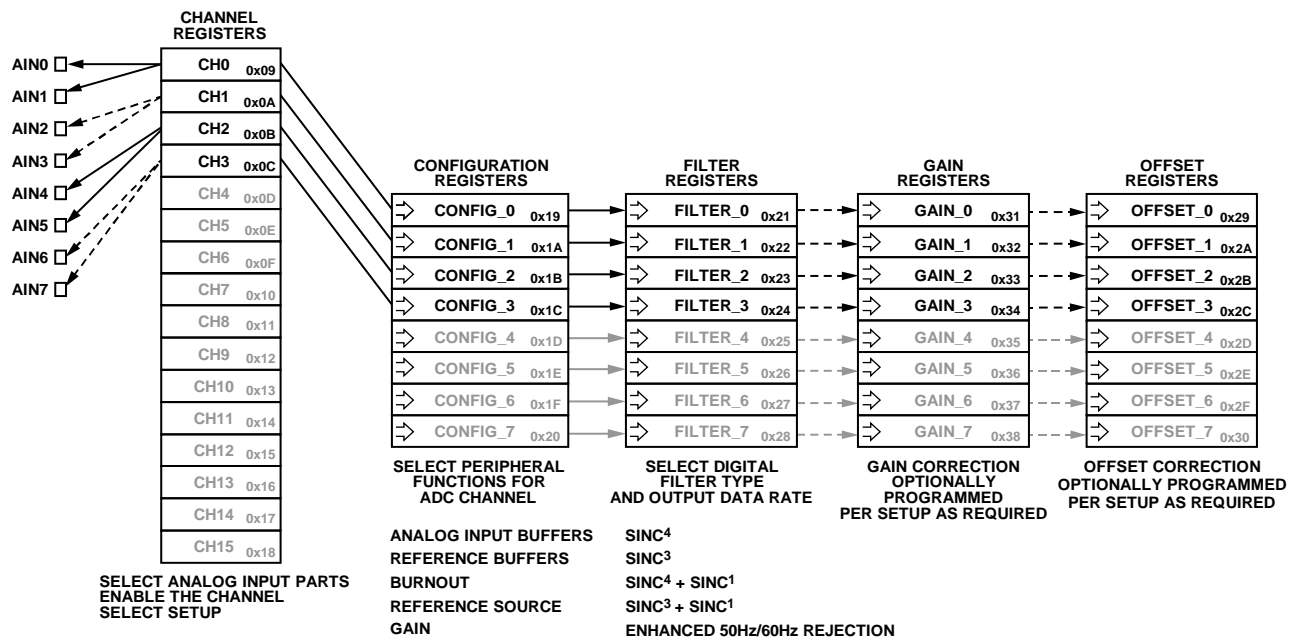 CHANNEL
REGISTERS
AIN0
AIN1
AIN2
AIN3
AIN4
AIN5
AIN6
AIN7
CH0 0x09
CH1 0x0A
CH2 0x0B
CH3 0x0C
CH4 0x0D
CH5 0x0E
CH6 0x0F
CH7 0x10
CH8 0x11
CH9 0x12
CH10 0x13
CH11 0x14
CH12 0x15
CH13 0x16
CH14 0x17
CH15 0x18
SELECT ANALOG INPUT PARTS
ENABLE THE CHANNEL
SELECT SETUP
CONFIGURATION
REGISTERS
CONFIG_0 0x19
CONFIG_1 0x1A
CONFIG_2 0x1B
CONFIG_3 0x1C
CONFIG_4 0x1D
CONFIG_5 0x1E
CONFIG_6 0x1F
CONFIG_7 0x20
SELECT PERIPHERAL
FUNCTIONS FOR
ADC CHANNEL
ANALOG INPUT BUFFERS
REFERENCE BUFFERS
BURNOUT
REFERENCE SOURCE
GAIN
FILTER
REGISTERS
FILTER_0 0x21
FILTER_1 0x22
FILTER_2 0x23
FILTER_3 0x24
FILTER_4 0x25
FILTER_5 0x26
FILTER_6 0x27
FILTER_7 0x28
SELECT DIGITAL
FILTER TYPE
AND OUTPUT DATA RATE
SINC⁴
SINC³
SINC⁴ + SINC¹
SINC³ + SINC¹
ENHANCED 50Hz/60Hz REJECTION
GAIN
REGISTERS
GAIN_0 0x31
GAIN_1 0x32
GAIN_2 0x33
GAIN_3 0x34
GAIN_4 0x35
GAIN_5 0x36
GAIN_6 0x37
GAIN_7 0x38
GAIN CORRECTION
OPTIONALLY
PROGRAMMED
PER SETUP AS REQUIRED
OFFSET
REGISTERS
OFFSET_0 0x29
OFFSET_1 0x2A
OFFSET_2 0x2B
OFFSET_3 0x2C
OFFSET_4 0x2D
OFFSET_5 0x2E
OFFSET_6 0x2F
OFFSET_7 0x30
OFFSET CORRECTION
OPTIONALLY PROGRAMMED
PER SETUP AS REQUIRED